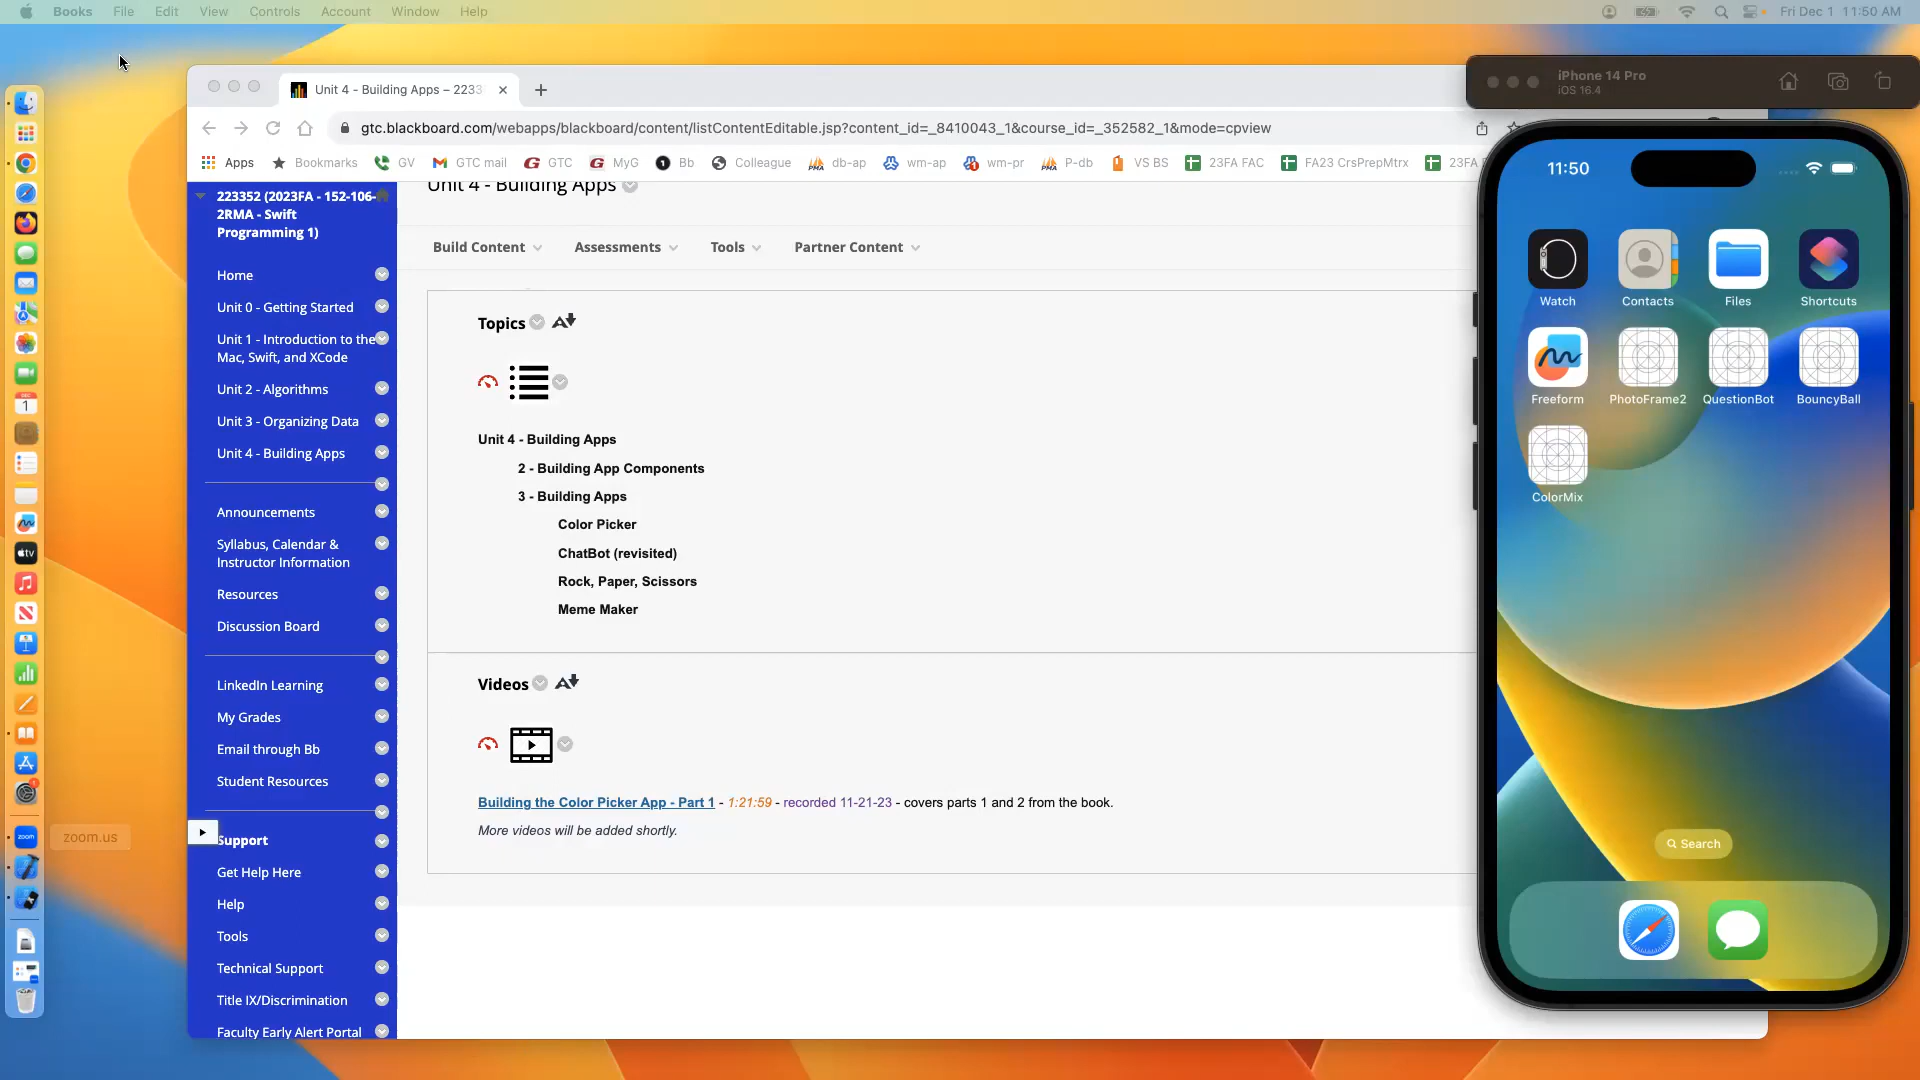 Books File Edit View Controls Account Window Help
Fri Dec 1 11:50 AM
Unit 4 - Building Apps – 2233
gtc.blackboard.com/webapps/blackboard/content/listContentEditable.jsp?content_id=_8410043_1&course_id=_352582_1&mode=cpview
Apps Bookmarks GV GTC mail GTC MyG Bb Colleague db-ap wm-ap wm-pr P-db VS BS 23FA FAC FA23 CrsPrepMtrx 23FA
223352 (2023FA - 152-106-
2RMA - Swift
Programming 1)
Home
Unit 0 - Getting Started
Unit 1 - Introduction to the
Mac, Swift, and XCode
Unit 2 - Algorithms
Unit 3 - Organizing Data
Unit 4 - Building Apps
Announcements
Syllabus, Calendar &
Instructor Information
Resources
Discussion Board
LinkedIn Learning
My Grades
Email through Bb
Student Resources
Support
Get Help Here
Help
Tools
Technical Support
Title IX/Discrimination
Faculty Early Alert Portal
zoom.us
Unit 4 - Building Apps
Build Content Assessments Tools Partner Content
Topics
Unit 4 - Building Apps
2 - Building App Components
3 - Building Apps
Color Picker
ChatBot (revisited)
Rock, Paper, Scissors
Meme Maker
Videos
Building the Color Picker App - Part 1 - 1:21:59 - recorded 11-21-23 - covers parts 1 and 2 from the book.
More videos will be added shortly.
iPhone 14 Pro
iOS 16.4
11:50
Watch Contacts Files Shortcuts
Freeform PhotoFrame2 QuestionBot BouncyBall
ColorMix
Search